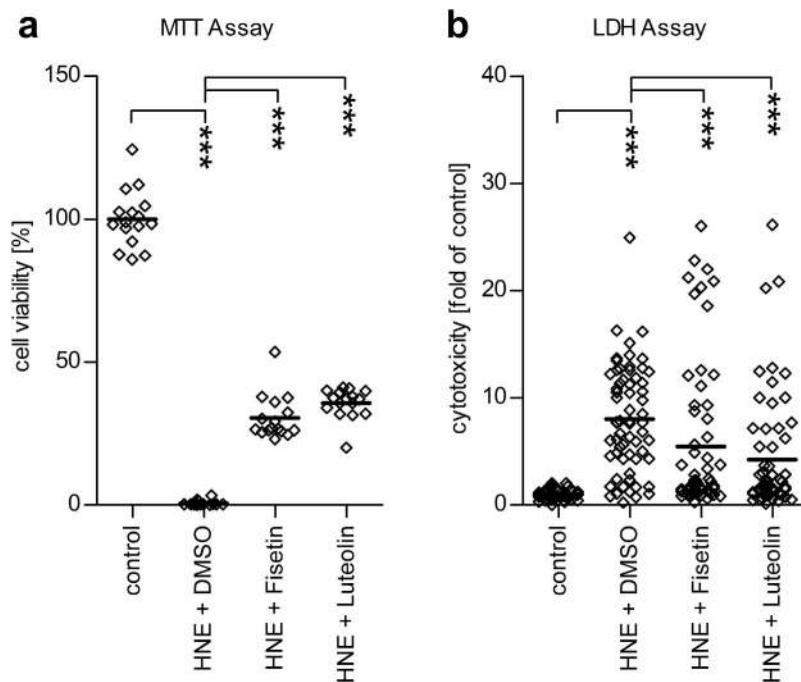 a
MTT Assay
cell viability [%]
150
100
50
0
***
***
***
control
HNE + DMSO
HNE + Fisetin
HNE + Luteolin
b
LDH Assay
cytotoxicity [fold of control]
40
30
20
10
0
***
***
***
control
HNE + DMSO
HNE + Fisetin
HNE + Luteolin